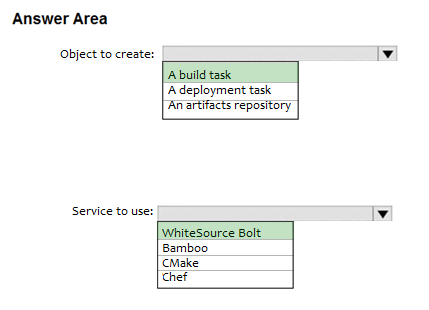 Answer Area
Object to create:
A build task
A deployment task
An artifacts repository
Service to use:
WhiteSource Bolt
Bamboo
CMake
Chef